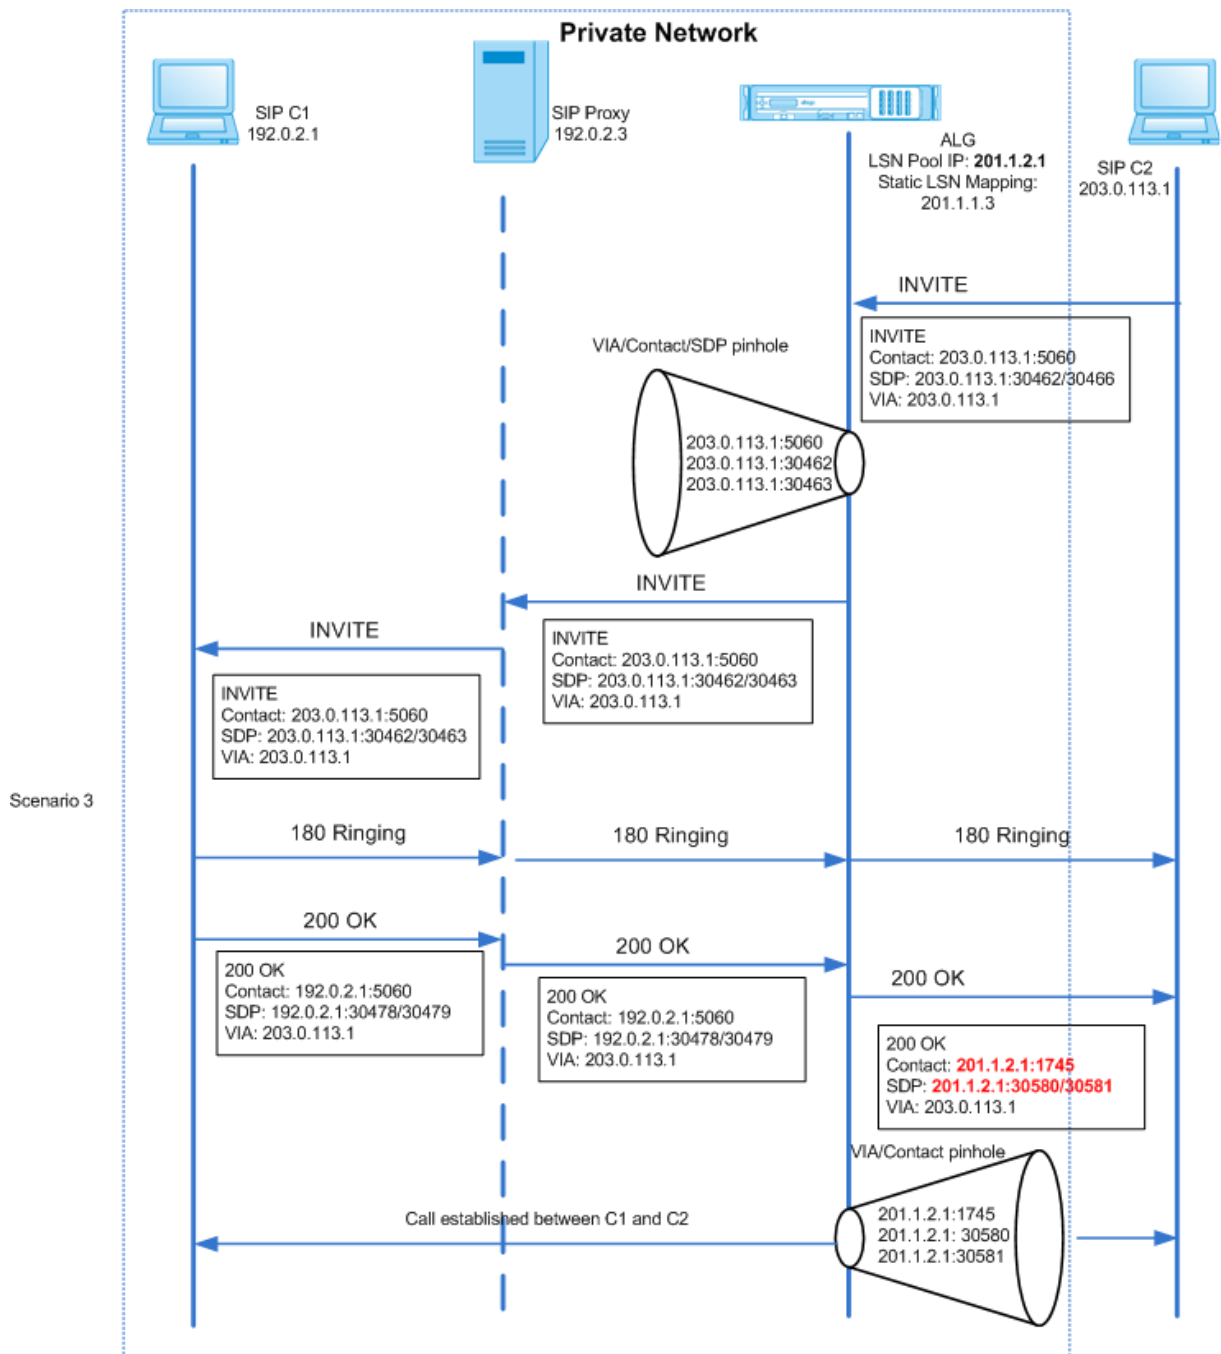 Private Network
SIP C1
192.0.2.1
SIP Proxy
192.0.2.3
ALG
LSN Pool IP: 201.1.2.1
Static LSN Mapping:
201.1.1.3
SIP C2
203.0.113.1
INVITE
INVITE
Contact: 203.0.113.1:5060
SDP: 203.0.113.1:30462/30466
VIA: 203.0.113.1
VIA/Contact/SDP pinhole
203.0.113.1:5060
203.0.113.1:30462
203.0.113.1:30463
INVITE
INVITE
Contact: 203.0.113.1:5060
SDP: 203.0.113.1:30462/30463
VIA: 203.0.113.1
INVITE
INVITE
Contact: 203.0.113.1:5060
SDP: 203.0.113.1:30462/30463
VIA: 203.0.113.1
Scenario 3
180 Ringing
180 Ringing
180 Ringing
200 OK
200 OK
Contact: 192.0.2.1:5060
SDP: 192.0.2.1:30478/30479
VIA: 203.0.113.1
200 OK
200 OK
Contact: 192.0.2.1:5060
SDP: 192.0.2.1:30478/30479
VIA: 203.0.113.1
200 OK
200 OK
Contact: 201.1.2.1:1745
SDP: 201.1.2.1:30580/30581
VIA: 203.0.113.1
VIA/Contact pinhole
201.1.2.1:1745
201.1.2.1: 30580
201.1.2.1:30581
Call established between C1 and C2